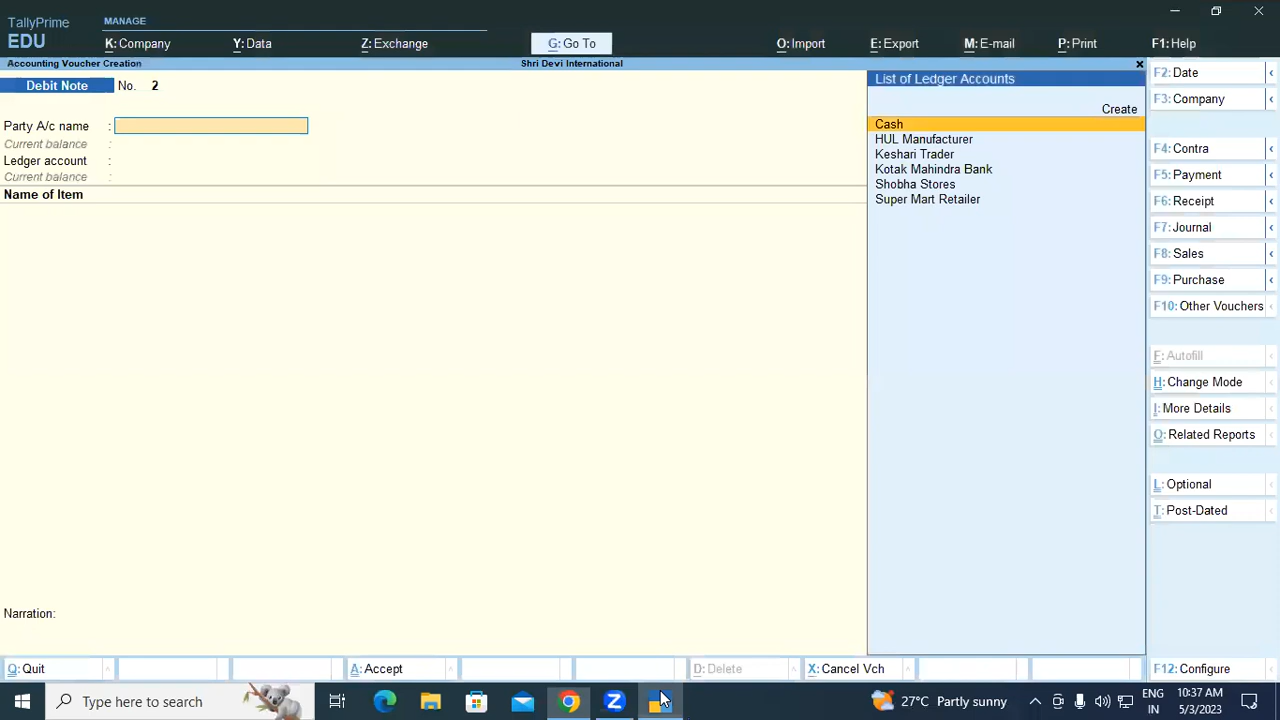 TallyPrime
EDU
MANAGE
K: Company
Y: Data
Z: Exchange
G: Go To
O: Import
E: Export
M: E-mail
P: Print
F1: Help
Accounting Voucher Creation
Shri Devi International
Debit Note No. 2
Party A/c name :
Current balance :
Ledger account :
Current balance :
Name of Item
Narration:
List of Ledger Accounts
Create
Cash
HUL Manufacturer
Keshari Trader
Kotak Mahindra Bank
Shobha Stores
Super Mart Retailer
F2: Date
F3: Company
F4: Contra
F5: Payment
F6: Receipt
F7: Journal
F8: Sales
F9: Purchase
F10: Other Vouchers
F: Autofill
H: Change Mode
I: More Details
O: Related Reports
L: Optional
T: Post-Dated
Q: Quit
A: Accept
D: Delete
X: Cancel Vch
F12: Configure
Type here to search
27°C Partly sunny
ENG
IN
10:37 AM
5/3/2023